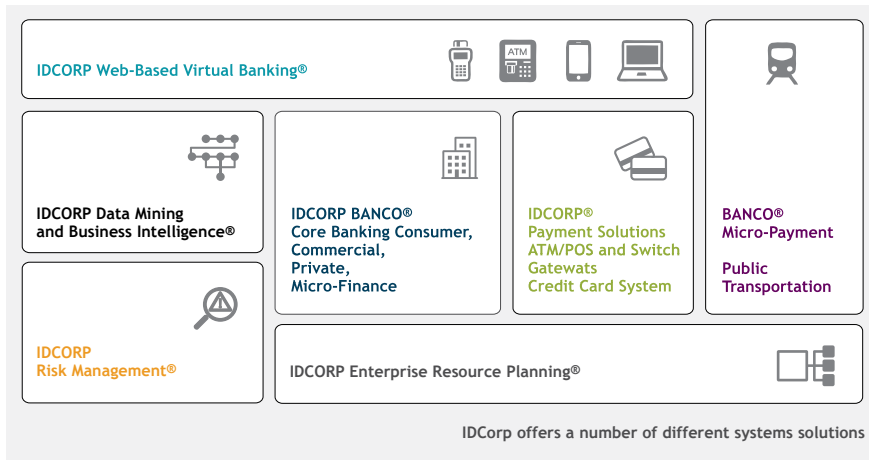 IDCORP Web-Based Virtual Banking®
ATM
IDCORP Data Mining
and Business Intelligence®
IDCORP BANCO®
Core Banking Consumer,
Commercial,
Private,
Micro-Finance
IDCORP®
Payment Solutions
ATM/POS and Switch
Gatewats
Credit Card System
BANCO®
Micro-Payment
Public
Transportation
IDCORP
Risk Management®
IDCORP Enterprise Resource Planning®
IDCorp offers a number of different systems solutions